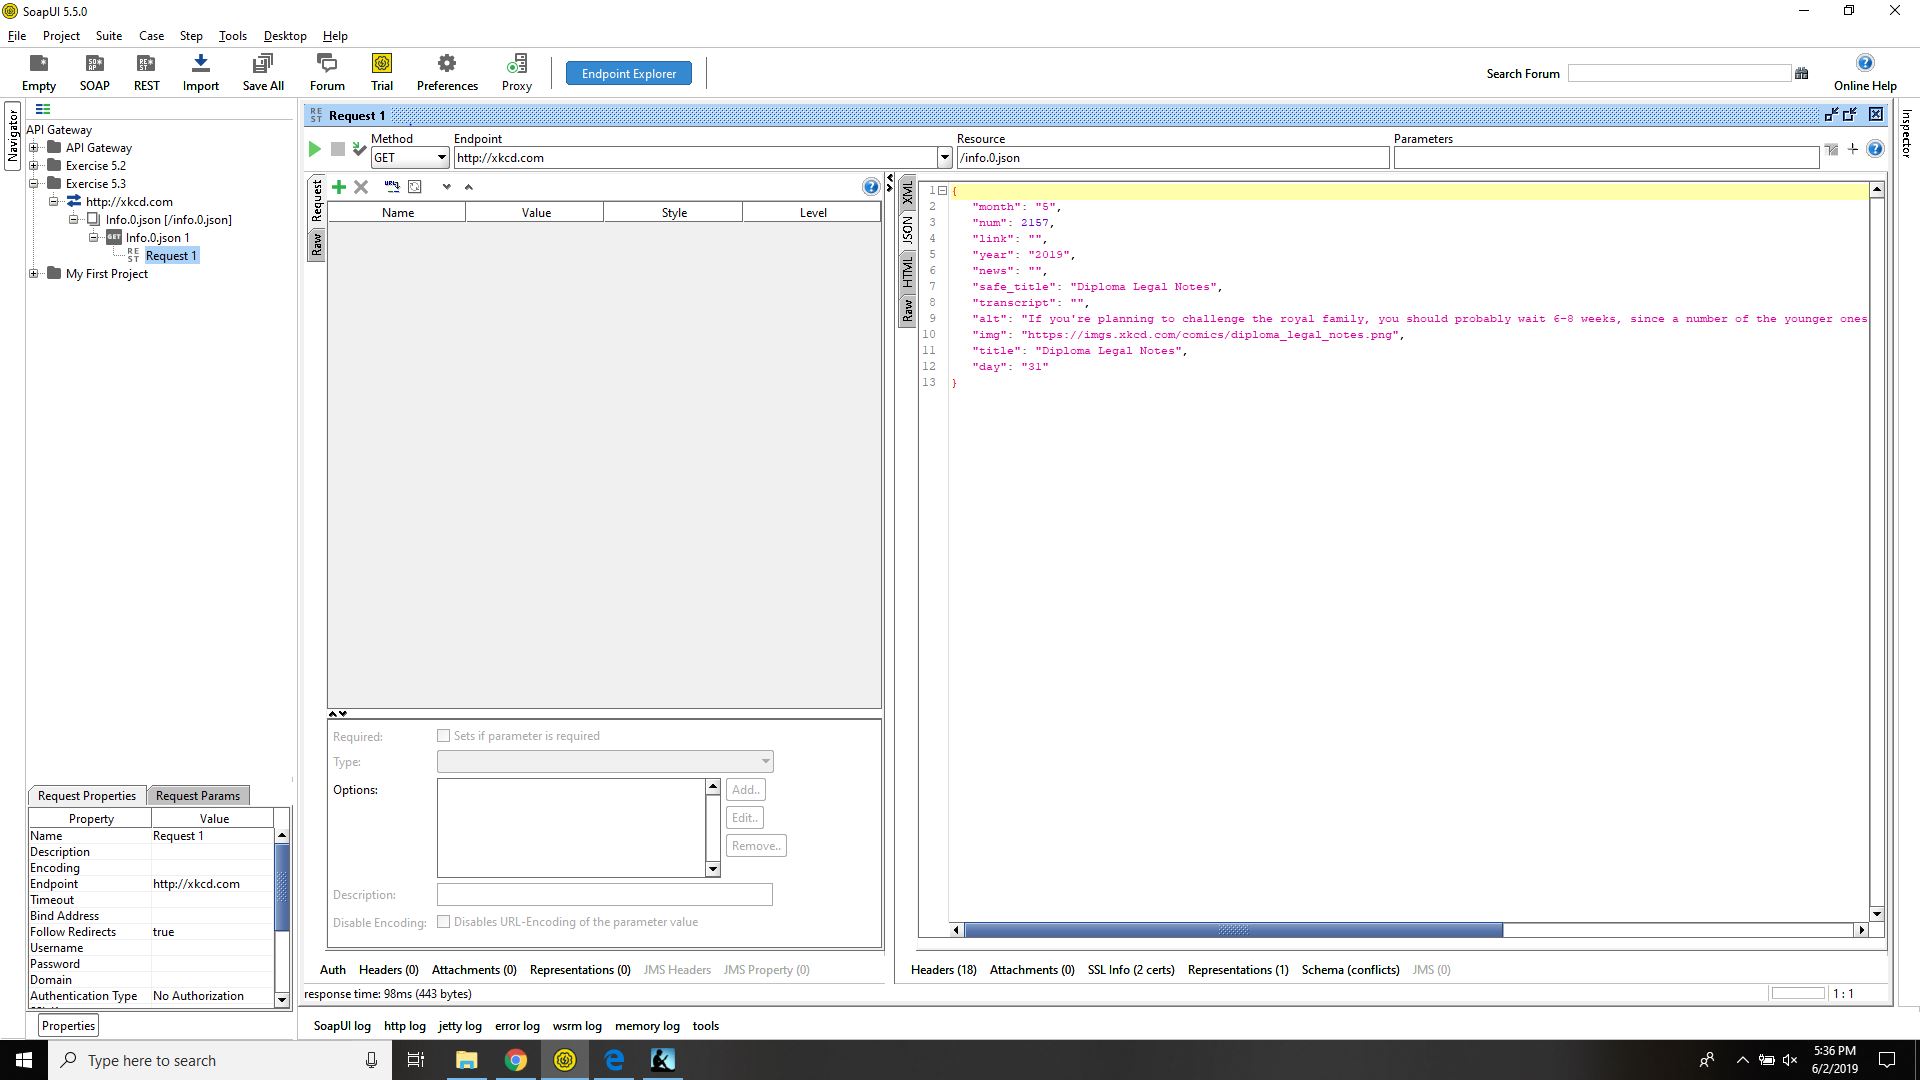 SoapUI 5.5.0
File Project Suite Case Step Tools Desktop Help
Empty SOAP REST Import Save All Forum Trial Preferences Proxy Endpoint Explorer Search Forum Online Help
Navigator
Inspector
API Gateway
API Gateway
Exercise 5.2
Exercise 5.3
http://xkcd.com
Info.0.json [/info.0.json]
GET Info.0.json 1
REST Request 1
My First Project
REST Request 1
Method Endpoint Resource Parameters
GET http://xkcd.com /info.0.json
Request
Raw
Name Value Style Level
XML
JSON
HTML
Raw
1 {
2 "month": "5",
3 "num": 2157,
4 "link": "",
5 "year": "2019",
6 "news": "",
7 "safe_title": "Diploma Legal Notes",
8 "transcript": "",
9 "alt": "If you're planning to challenge the royal family, you should probably wait 6-8 weeks, since a number of the younger ones
10 "img": "https://imgs.xkcd.com/comics/diploma_legal_notes.png",
11 "title": "Diploma Legal Notes",
12 "day": "31"
13 }
Required: Sets if parameter is required
Type:
Options: Add..
Edit..
Remove..
Description:
Disable Encoding: Disables URL-Encoding of the parameter value
Request Properties Request Params
Property Value
Name Request 1
Description
Encoding
Endpoint http://xkcd.com
Timeout
Bind Address
Follow Redirects true
Username
Password
Domain
Authentication Type No Authorization
Properties
Auth Headers (0) Attachments (0) Representations (0) JMS Headers JMS Property (0)
Headers (18) Attachments (0) SSL Info (2 certs) Representations (1) Schema (conflicts) JMS (0)
response time: 98ms (443 bytes) 1 : 1
SoapUI log http log jetty log error log wsrm log memory log tools
Type here to search
5:36 PM
6/2/2019